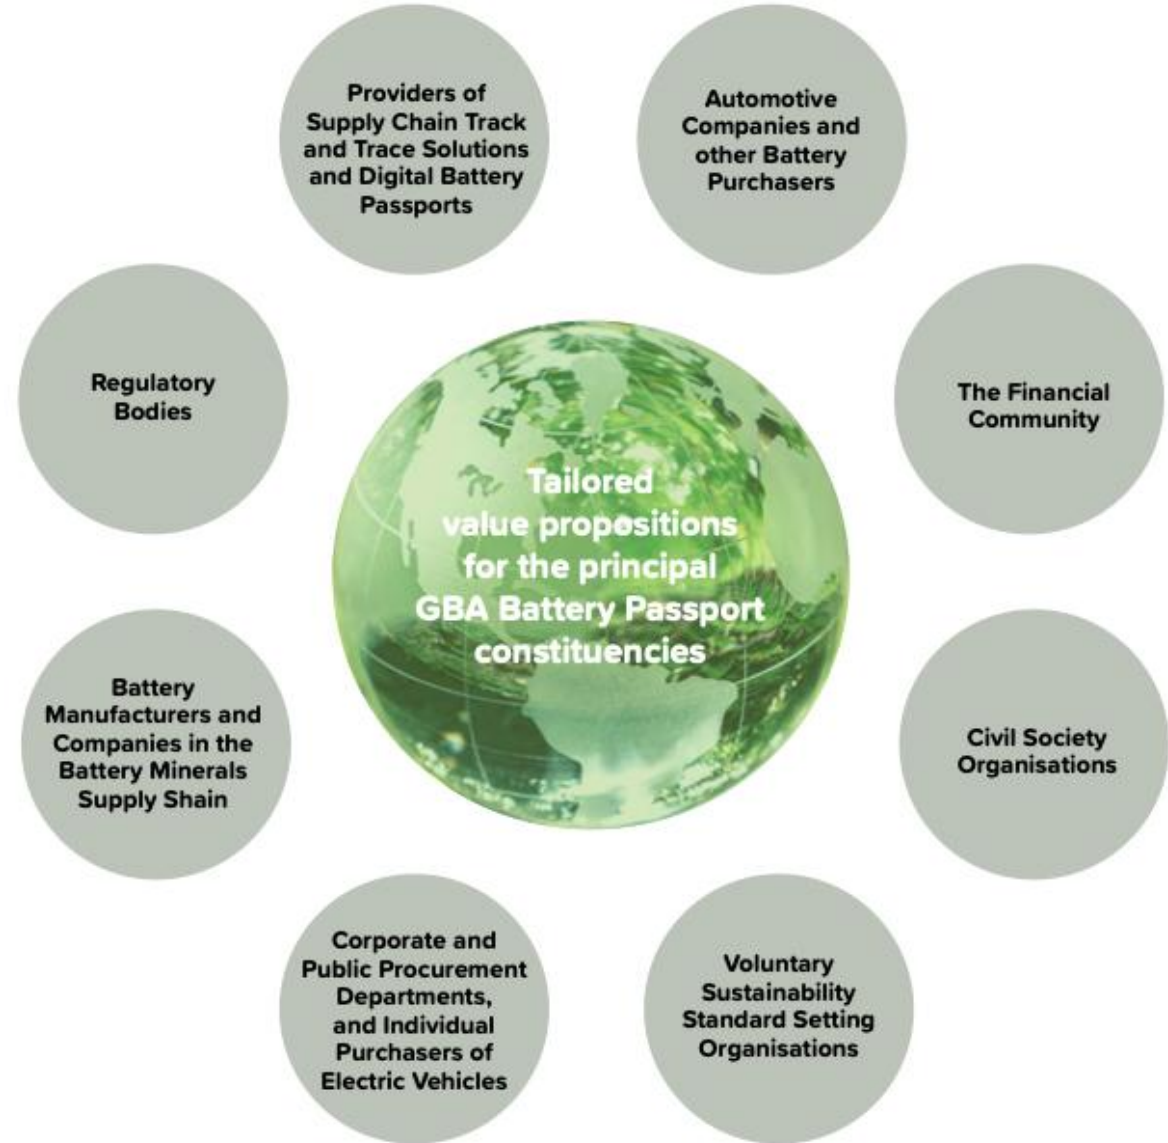 Providers of
Supply Chain Track
and Trace Solutions
and Digital Battery
Passports
Automotive
Companies and
other Battery
Purchasers
Regulatory
Bodies
The Financial
Community
Tailored
value propositions
for the principal
GBA Battery Passport
constituencies
Battery
Manufacturers and
Companies in the
Battery Minerals
Supply Shain
Civil Society
Organisations
Corporate and
Public Procurement
Departments,
and Individual
Purchasers of
Electric Vehicles
Voluntary
Sustainability
Standard Setting
Organisations